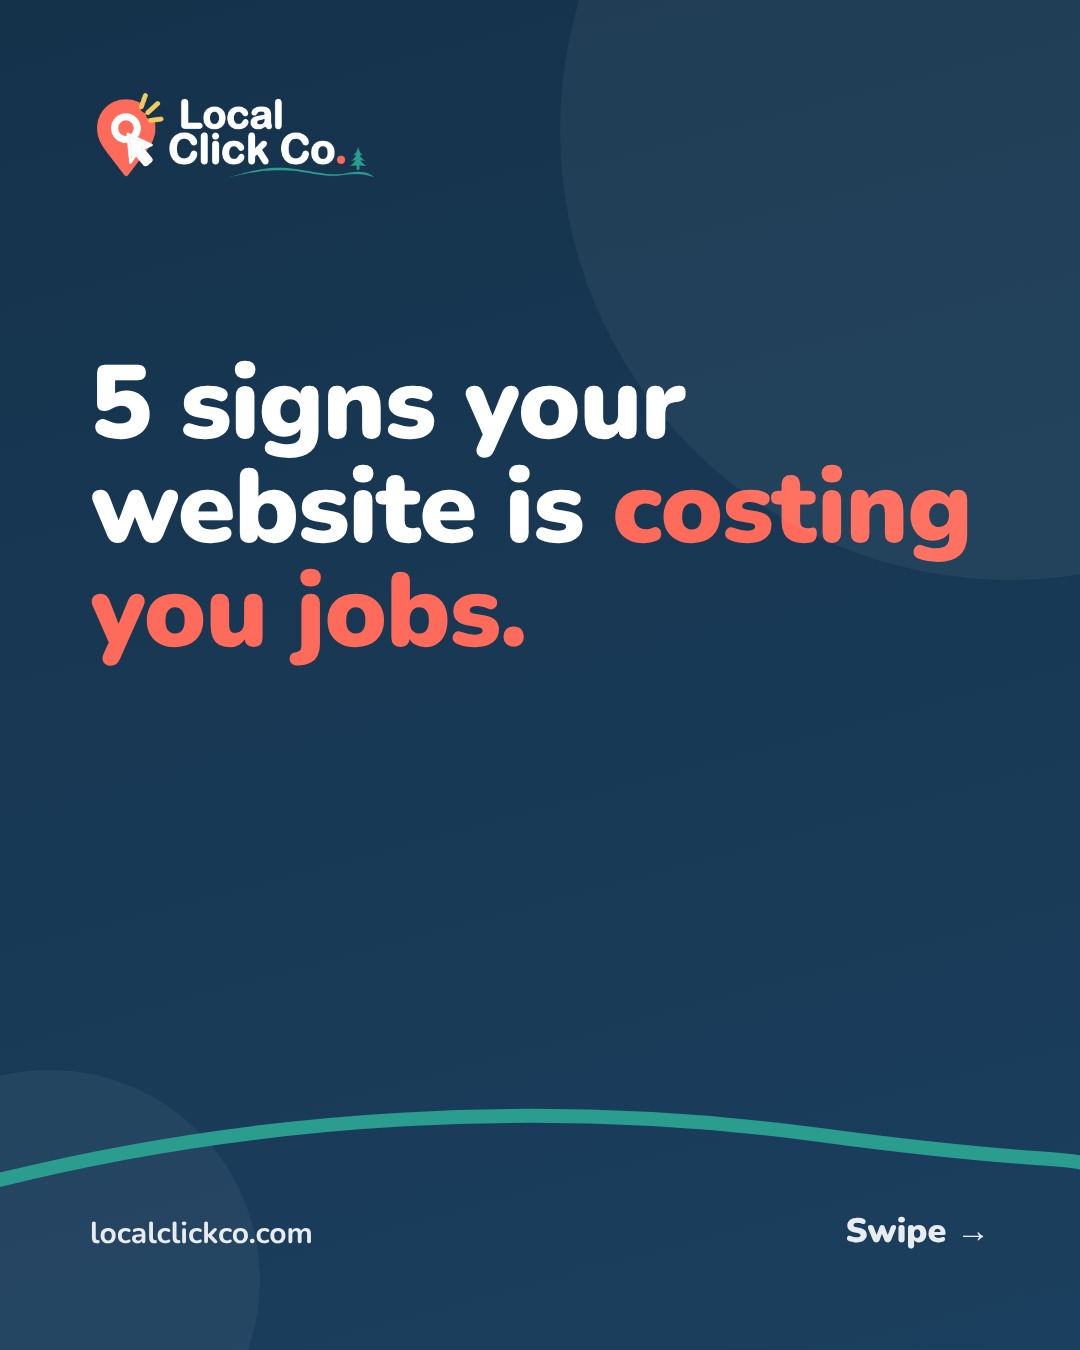 Local
Click Co.
5 signs your
website is costing
you jobs.
localclickco.com
Swipe →